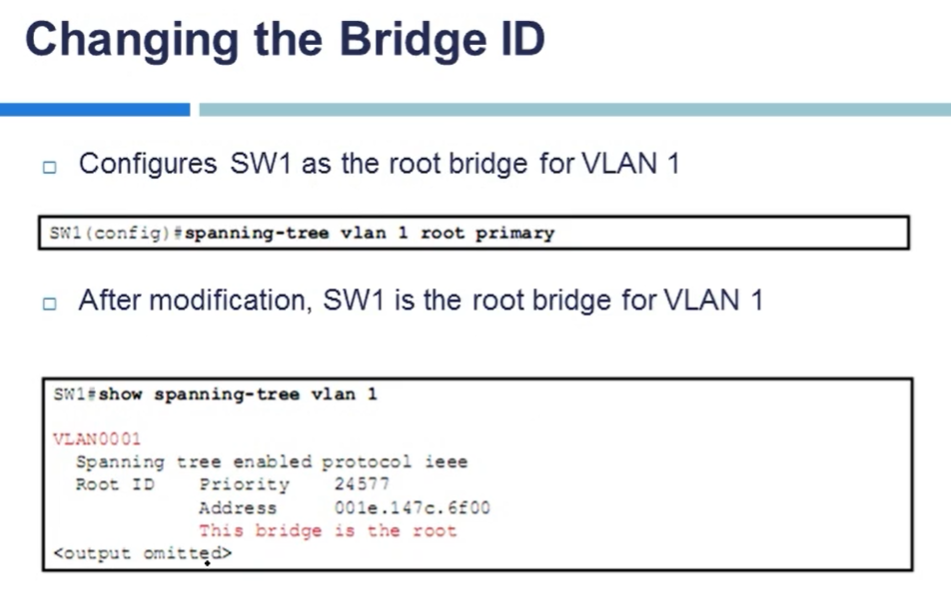 Changing the Bridge ID
Configures SW1 as the root bridge for VLAN 1
SW1(config)#spanning-tree vlan 1 root primary
After modification, SW1 is the root bridge for VLAN 1
SW1#show spanning-tree vlan 1
VLAN0001
Spanning tree enabled protocol ieee
Root ID Priority 24577
Address 001e.147c.6f00
This bridge is the root
<output omitted>